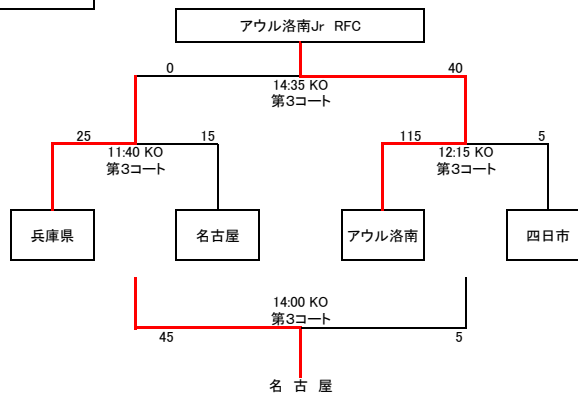 アウル洛南Jr RFC
0 40
14:35 KO
第3コート
25 15 115 5
11:40 KO 12:15 KO
第3コート 第3コート
兵庫県 名古屋 アウル洛南 四日市
14:00 KO
第3コート
45 5
名 古 屋